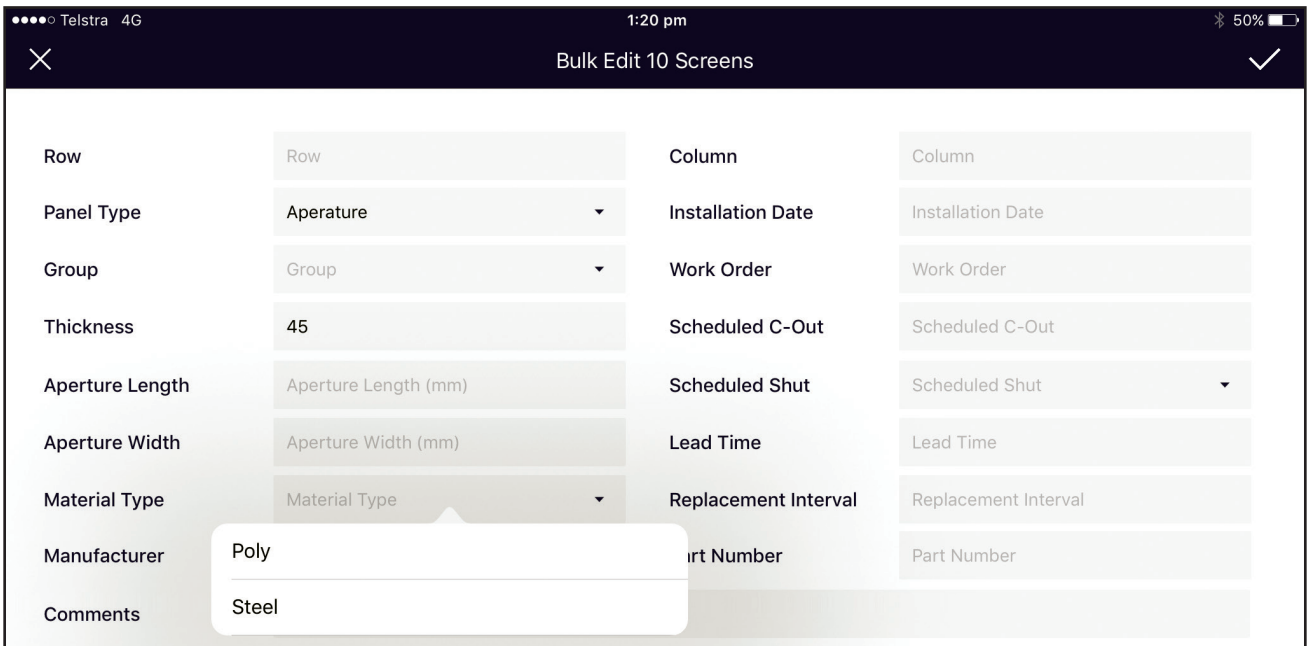 Telstra 4G 1:20 pm 50%
Bulk Edit 10 Screens
Row Row Column Column
Panel Type Aperature Installation Date Installation Date
Group Group Work Order Work Order
Thickness 45 Scheduled C-Out Scheduled C-Out
Aperture Length Aperture Length (mm) Scheduled Shut Scheduled Shut
Aperture Width Aperture Width (mm) Lead Time Lead Time
Material Type Material Type Replacement Interval Replacement Interval
Manufacturer Poly art Number Part Number
Comments Steel